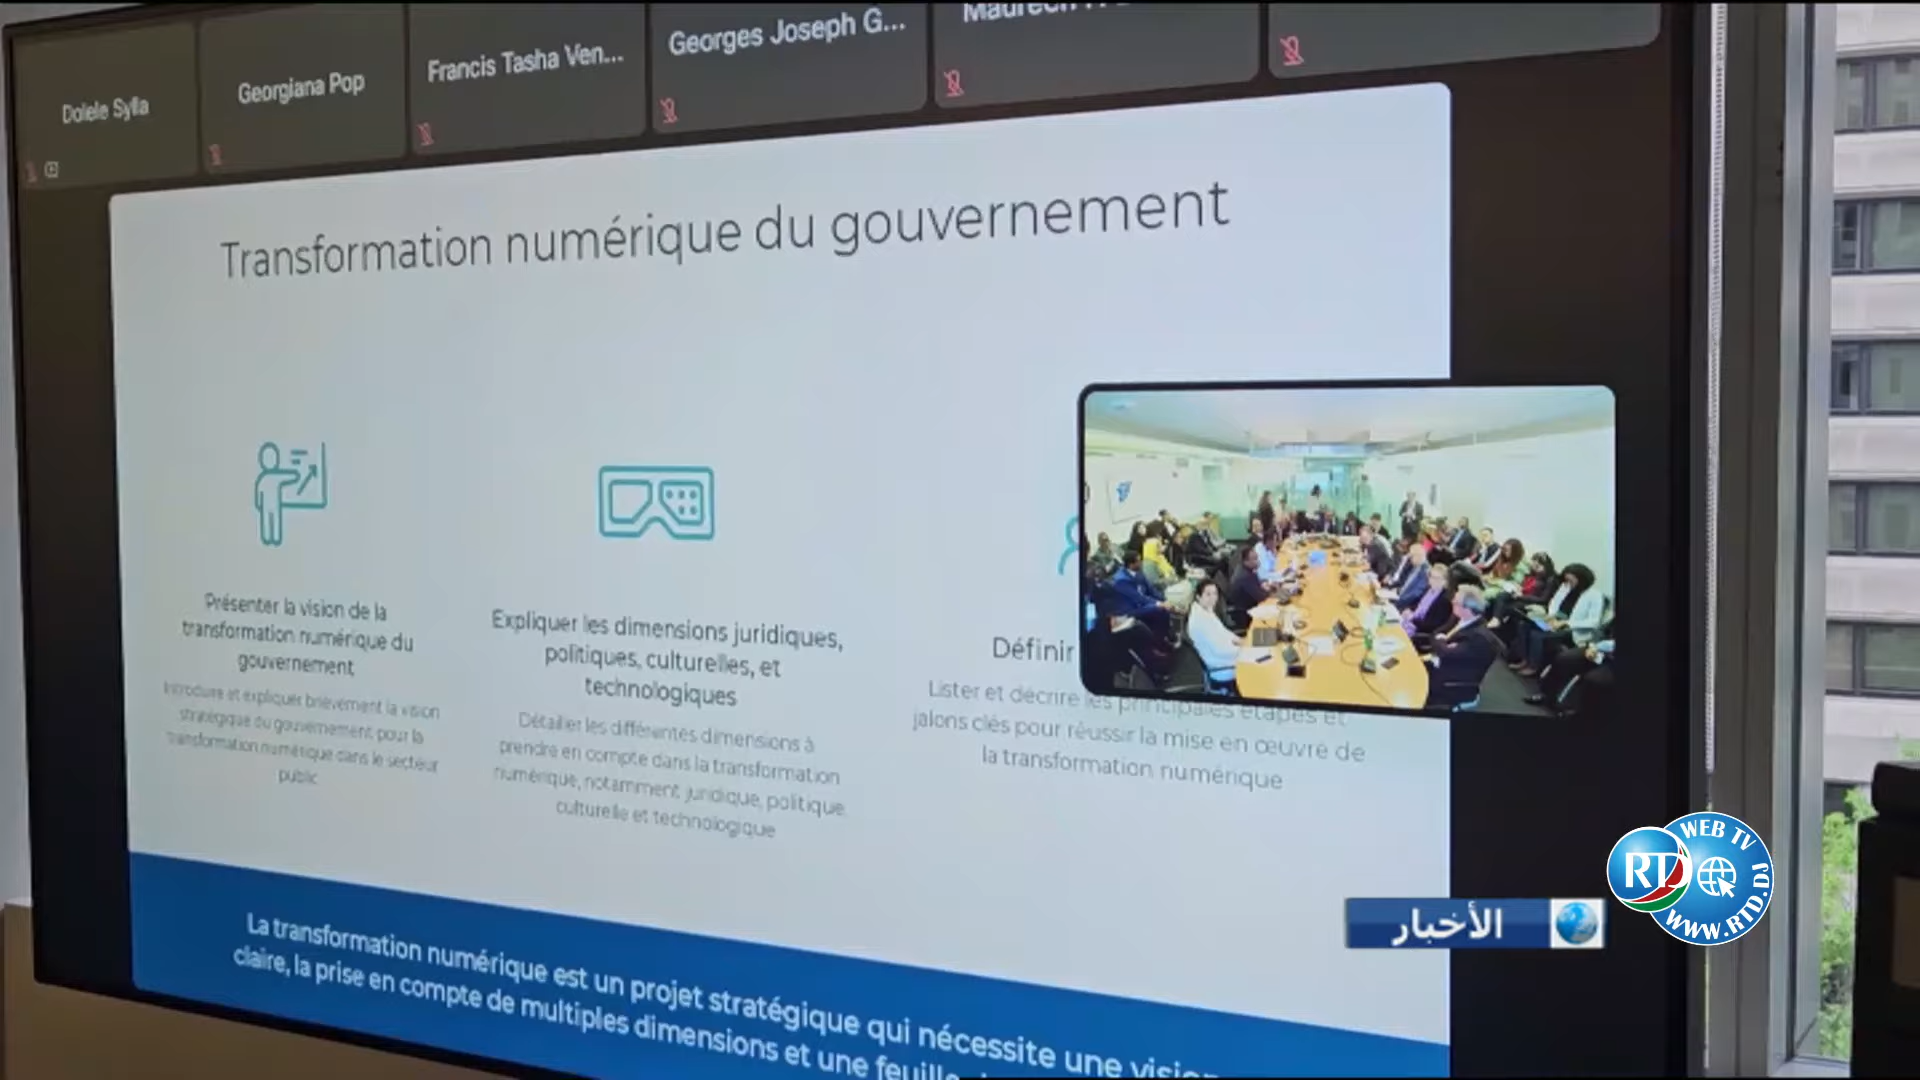 Dolele Sylla
Georgiana Pop
Francis Tasha Ven...
Georges Joseph G...
Transformation numérique du gouvernement
Présenter la vision de la
transformation numérique du
gouvernement
Introduire et expliquer brièvement la vision
stratégique du gouvernement pour la
transformation numérique dans le secteur
public
Expliquer les dimensions juridiques,
politiques, culturelles, et
technologiques
Détailler les différentes dimensions à
prendre en compte dans la transformation
numérique, notamment juridique, politique,
culturelle et technologique
Définir
Lister et décrire les principales étapes et
jalons clés pour réussir la mise en œuvre de
la transformation numérique
La transformation numérique est un projet stratégique qui nécessite une vision
claire, la prise en compte de multiples dimensions et une feuille
الأخبار
RTD
WEB TV
WWW.RTD.DJ